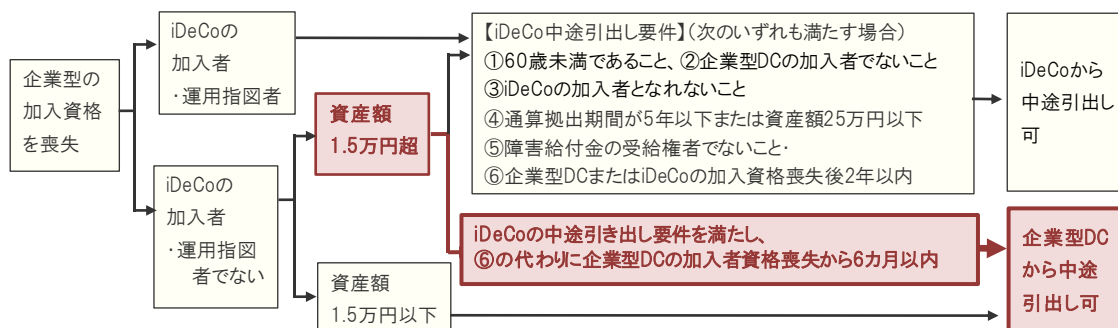 企業型の
加入資格
を喪失
iDeCoの
加入者
・運用指図者
iDeCoの
加入者
・運用指図
者でない
資産額
1.5万円超
資産額
1.5万円以下
【iDeCo中途引出し要件】(次のいずれも満たす場合)
①60歳未満であること、②企業型DCの加入者でないこと
③iDeCoの加入者となれないこと
④通算拠出期間が5年以下または資産額25万円以下
⑤障害給付金の受給権者でないこと・
⑥企業型DCまたはiDeCoの加入資格喪失後2年以内
iDeCoの中途引き出し要件を満たし、
⑥の代わりに企業型DCの加入者資格喪失から6カ月以内
iDeCoから
中途引出し
可
企業型DC
から中途
引出し可